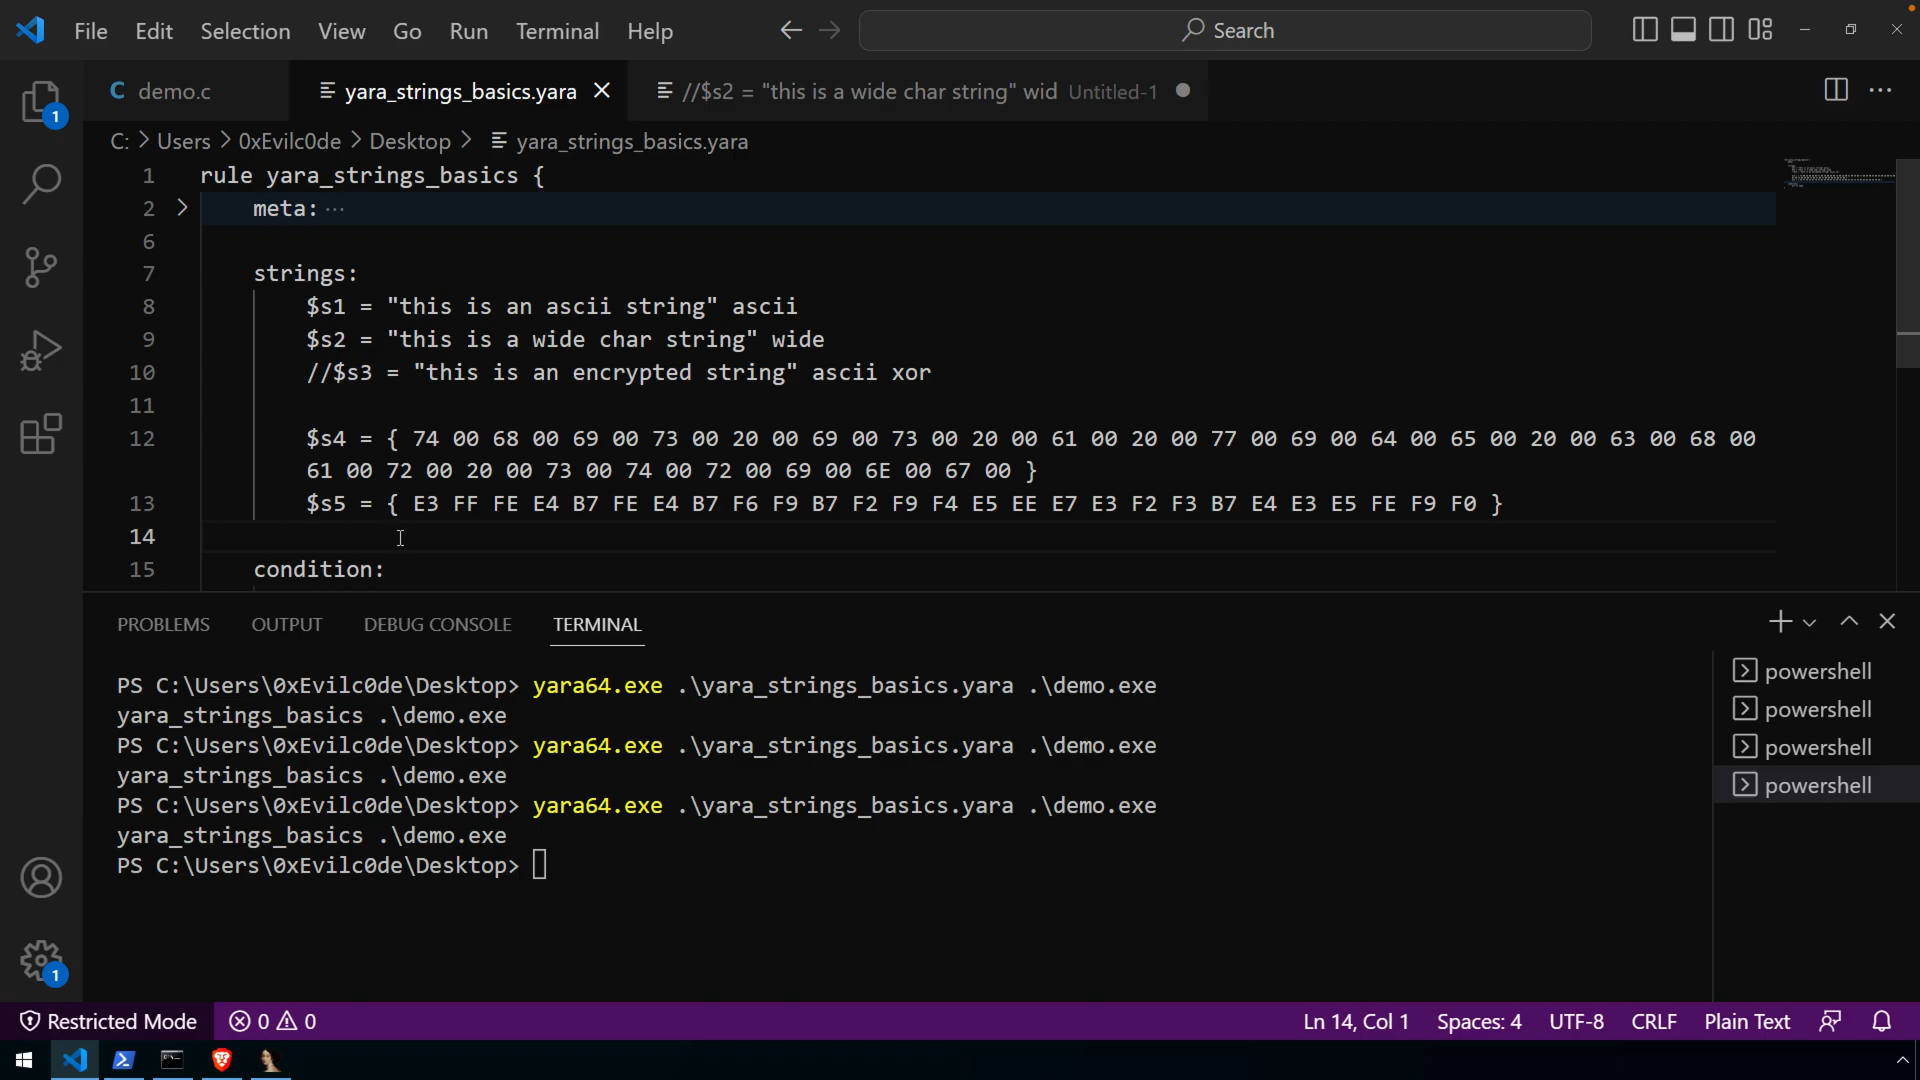 File Edit Selection View Go Run Terminal Help Search
demo.c yara_strings_basics.yara //$s2 = "this is a wide char string" wid Untitled-1
C: > Users > 0xEvilc0de > Desktop > yara_strings_basics.yara
1 rule yara_strings_basics {
2 meta: ···
6
7 strings:
8 $s1 = "this is an ascii string" ascii
9 $s2 = "this is a wide char string" wide
10 //$s3 = "this is an encrypted string" ascii xor
11
12 $s4 = { 74 00 68 00 69 00 73 00 20 00 69 00 73 00 20 00 61 00 20 00 77 00 69 00 64 00 65 00 20 00 63 00 68 00
61 00 72 00 20 00 73 00 74 00 72 00 69 00 6E 00 67 00 }
13 $s5 = { E3 FF FE E4 B7 FE E4 B7 F6 F9 B7 F2 F9 F4 E5 EE E7 E3 F2 F3 B7 E4 E3 E5 FE F9 F0 }
14
15 condition:
1
PROBLEMS OUTPUT DEBUG CONSOLE TERMINAL
PS C:\Users\0xEvilc0de\Desktop> yara64.exe .\yara_strings_basics.yara .\demo.exe
yara_strings_basics .\demo.exe
PS C:\Users\0xEvilc0de\Desktop> yara64.exe .\yara_strings_basics.yara .\demo.exe
yara_strings_basics .\demo.exe
PS C:\Users\0xEvilc0de\Desktop> yara64.exe .\yara_strings_basics.yara .\demo.exe
yara_strings_basics .\demo.exe
PS C:\Users\0xEvilc0de\Desktop>
powershell
powershell
powershell
powershell
1
Restricted Mode 0 0 Ln 14, Col 1 Spaces: 4 UTF-8 CRLF Plain Text